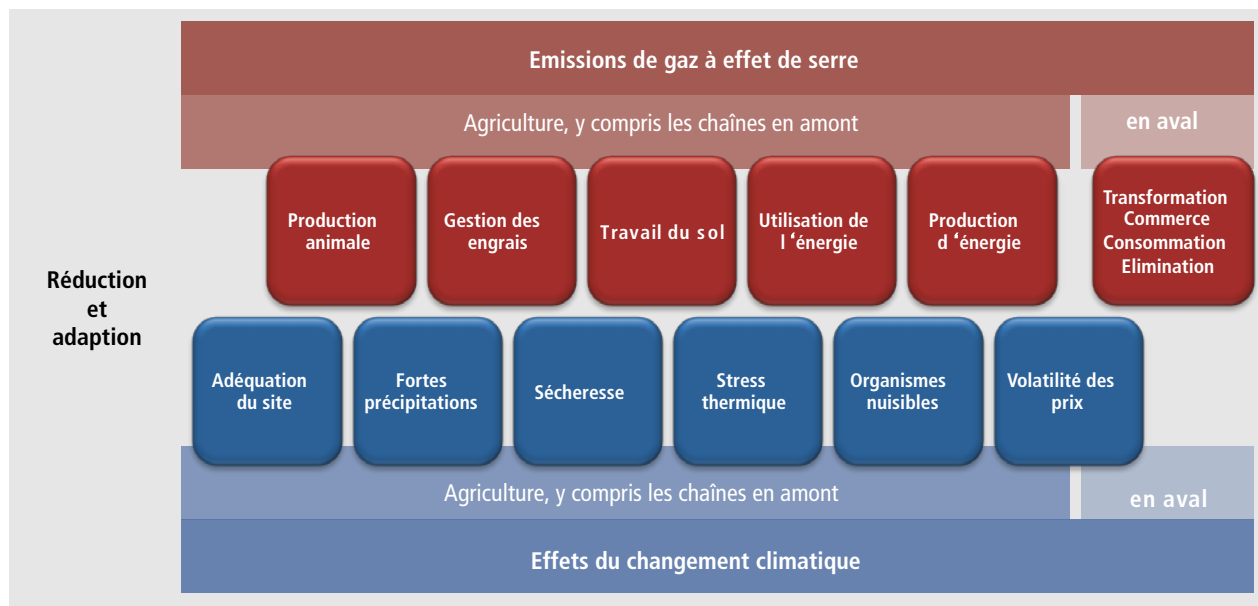 Emissions de gaz à effet de serre
Agriculture, y compris les chaînes en amont
en aval
Production
animale
Gestion des
engrais
Travail du sol
Utilisation de
l ‘énergie
Production
d ‘énergie
Transformation
Commerce
Consommation
Elimination
Réduction
et
adaption
Adéquation
du site
Fortes
précipitations
Sécheresse
Stress
thermique
Organismes
nuisibles
Volatilité des
prix
Agriculture, y compris les chaînes en amont
en aval
Effets du changement climatique